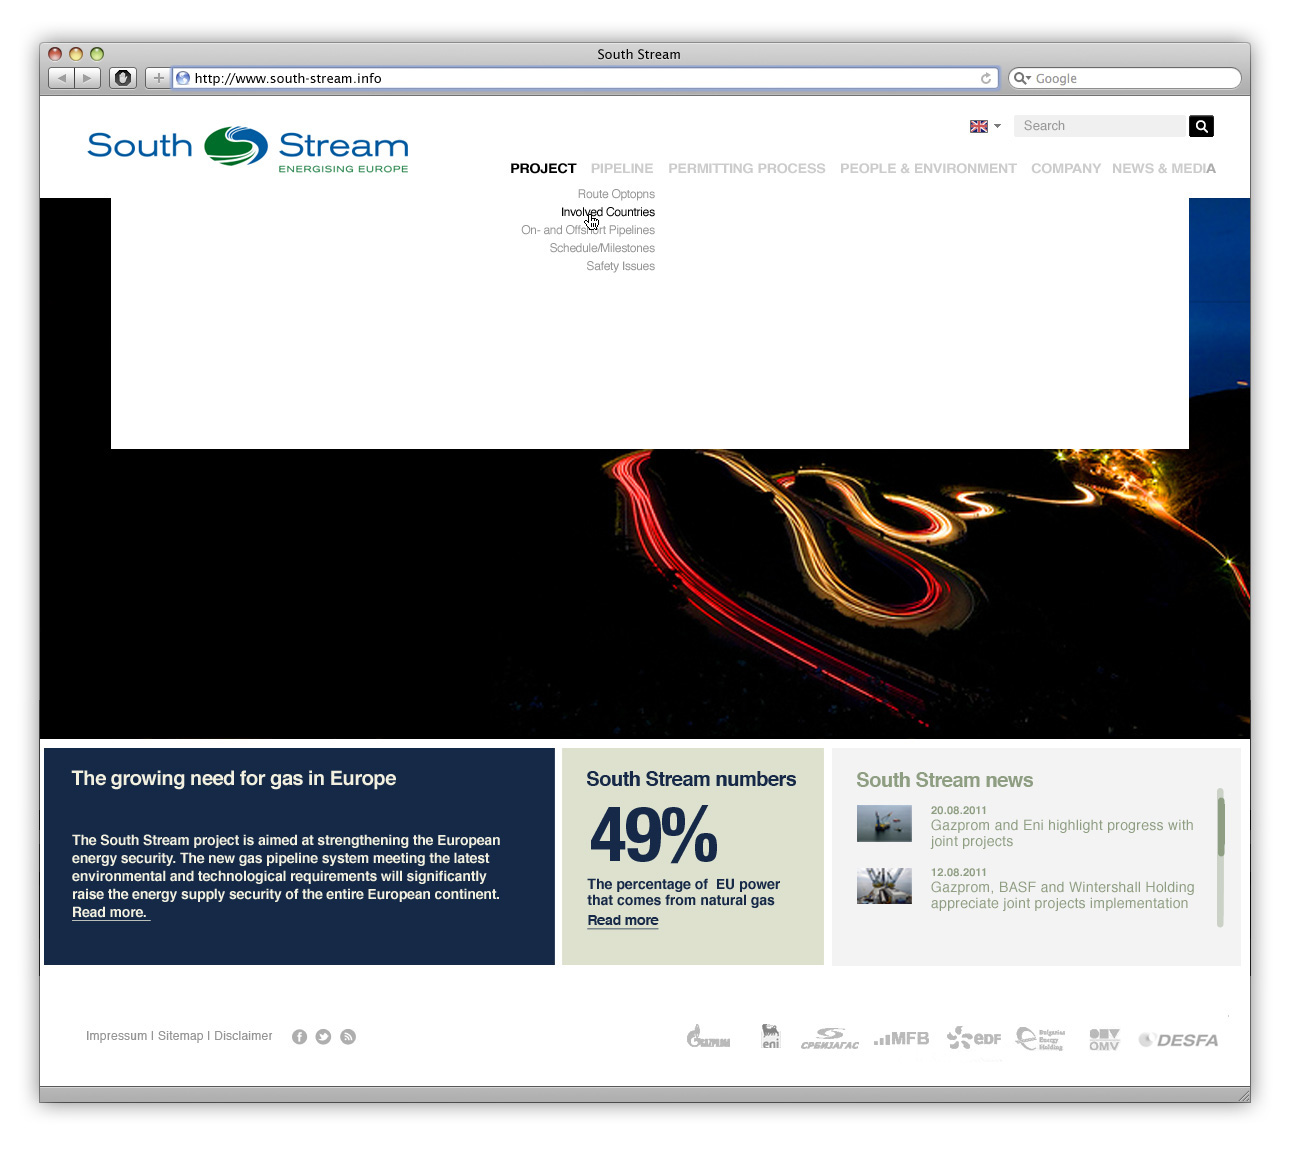 South Stream
http://www.south-stream.info
Google
South Stream
ENERGISING EUROPE
Search
PROJECT PIPELINE PERMITTING PROCESS PEOPLE & ENVIRONMENT COMPANY NEWS & MEDIA
Route Optopns
Involved Countries
On- and Offshort Pipelines
Schedule/Milestones
Safety Issues
The growing need for gas in Europe
The South Stream project is aimed at strengthening the European
energy security. The new gas pipeline system meeting the latest
environmental and technological requirements will significantly
raise the energy supply security of the entire European continent.
Read more.
South Stream numbers
49%
The percentage of EU power
that comes from natural gas
Read more
South Stream news
20.08.2011
Gazprom and Eni highlight progress with
joint projects
12.08.2011
Gazprom, BASF and Wintershall Holding
appreciate joint projects implementation
Impressum | Sitemap | Disclaimer
GAZPROM
eni
СРБИЈАГАС
MFB
eDF
Bulgarian
Energy
Holding
OMV
DESFA